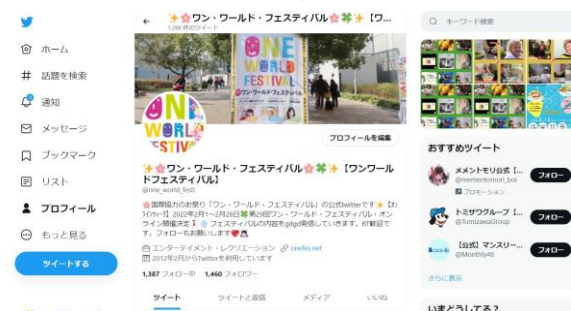 ホーム
話題を検索
通知
メッセージ
ブックマーク
リスト
プロフィール
もっと見る
ツイートする
ワン・ワールド・フェスティバル🌸🍀✨【ワ...
1,286 件のツイート
ONE
WORLD
FESTIVAL
ワン・ワールド・フェスティバル
プロフィールを編集
✨🌸ワン・ワールド・フェスティバル🌸🍀✨【ワンワール
ドフェスティバル】
@one_world_festi
🌸国際協力のお祭り「ワン・ワールド・フェスティバル」の公式twitterです✨【
2022年2月1～2月28日 第29回ワン・ワールド・フェスティバル・オン
ライン開催決定 フェスティバルの内容をgdgd発信していきます。RT歓迎で
す。フォローもお願いします
エンターテイメント・レクリエーション onefes.net
2012年2月からTwitterを利用しています
1,387 フォロー中 1,460 フォロワー
ツイート ツイートと返信 メディア いいね
キーワード検索
おすすめツイート
メメントモリ公式【...
@mementomori_boi
プロモーション
フォロー
トミザワグループ【...
@TomizawaGroup
フォロー
【公式】マンスリー...
@Monthly48
フォロー
さらに表示
いまどうしてる？